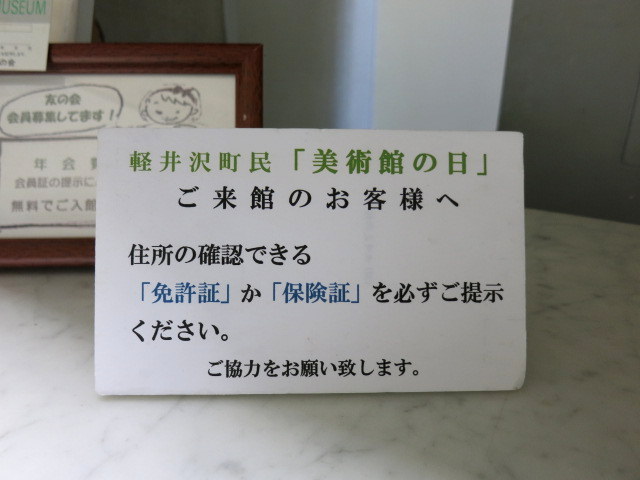 MUSEUM
友の会
会員募集してます!
年会費
会員証の提示に
無料でご入館
軽井沢町民「美術館の日」
ご来館のお客様へ
住所の確認できる
「免許証」か「保険証」を必ずご提示
ください。
ご協力をお願い致します。